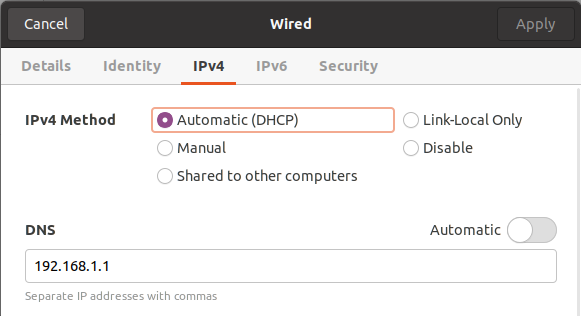 Cancel Wired Apply
Details Identity IPv4 IPv6 Security
IPv4 Method Automatic (DHCP) Link-Local Only
Manual Disable
Shared to other computers
DNS Automatic
192.168.1.1
Separate IP addresses with commas